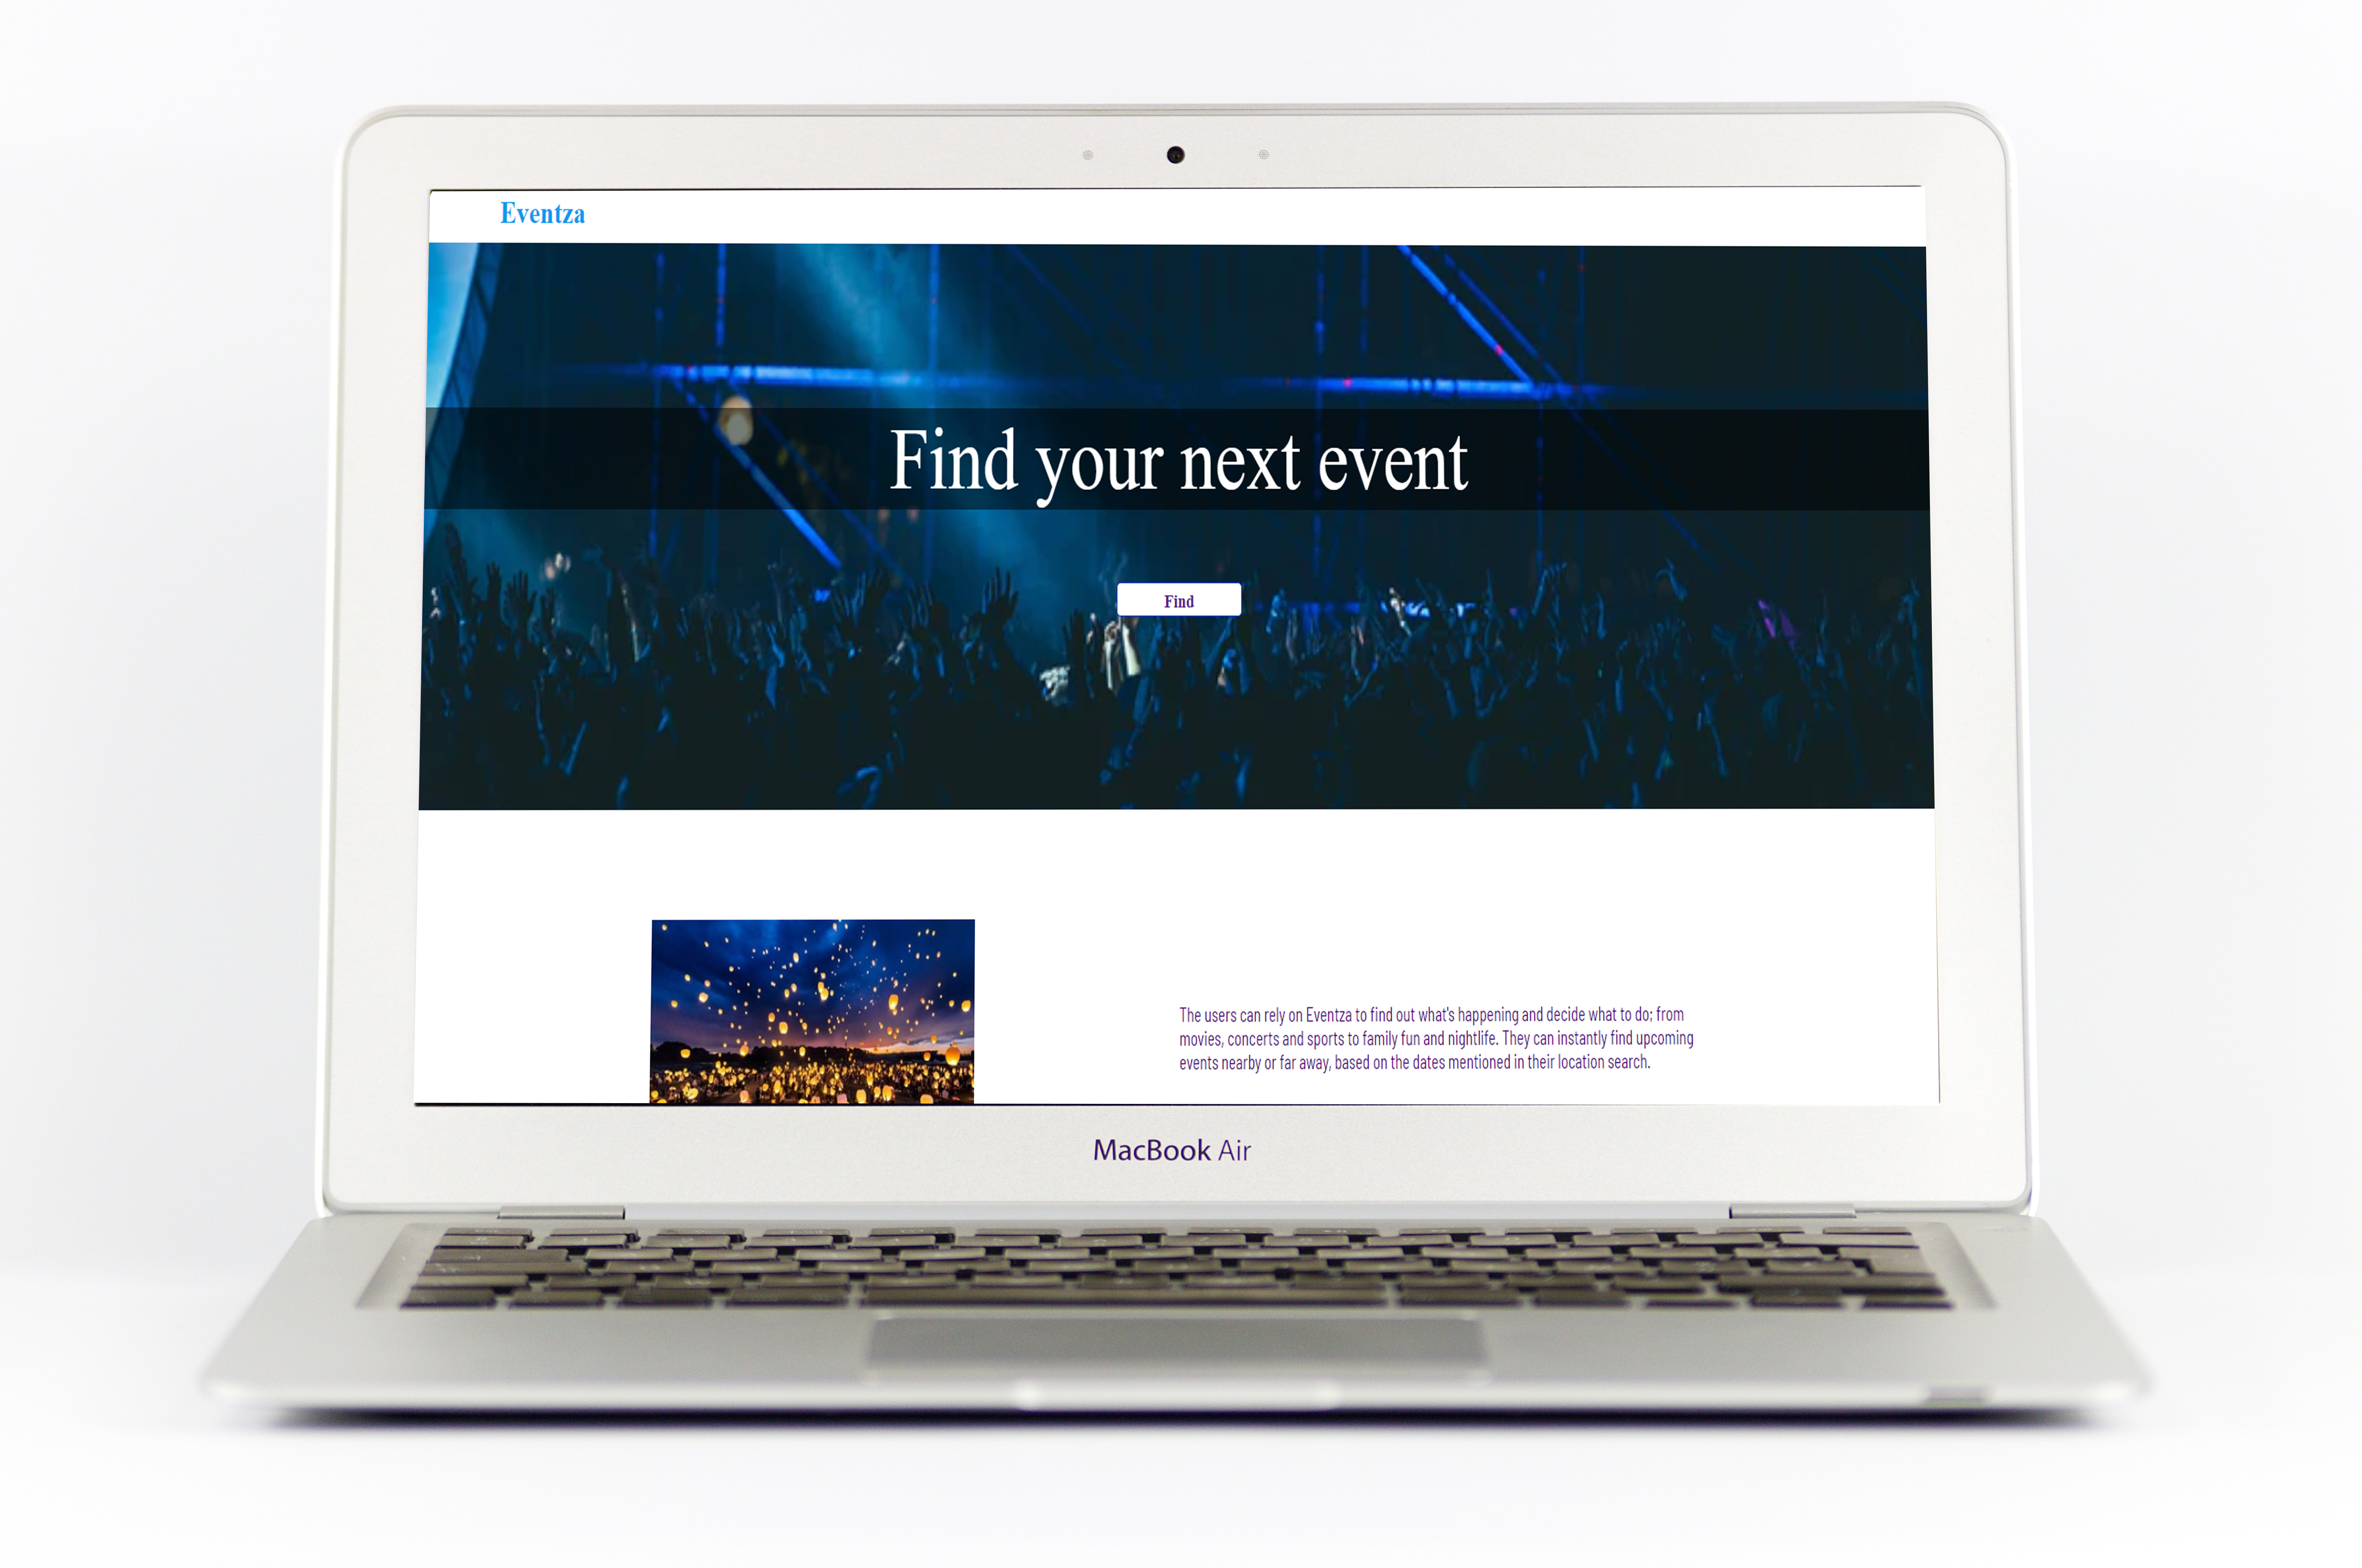 Eventza
Find your next event
Find
The users can rely on Eventza to find out what's happening and decide what to do; from
movies, concerts and sports to family fun and nightlife. They can instantly find upcoming
events nearby or far away, based on the dates mentioned in their location search.
MacBook Air